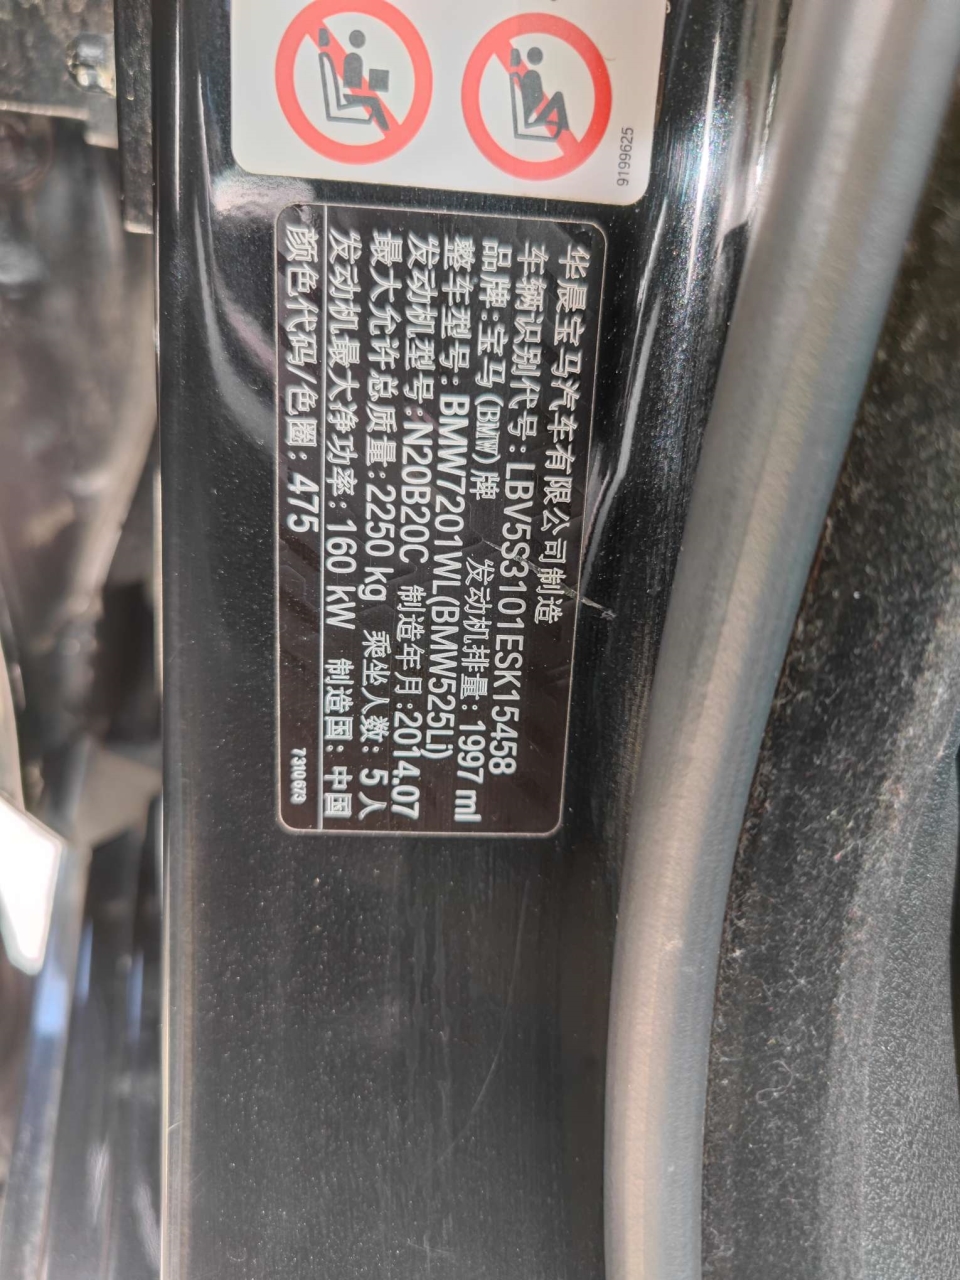 9199625
华晨宝马汽车有限公司制造
车辆识别代号:LBV5S3101ESK15458
品牌:宝马(BMW)牌 发动机排量:1997 ml
整车型号:BMW7201WL(BMW525Li)
发动机型号:N20B20C 制造年月:2014.07
最大允许总质量:2250 kg 乘坐人数:5人
发动机最大净功率:160 kW 制造国:中国
颜色代码/色圈:475
7310673